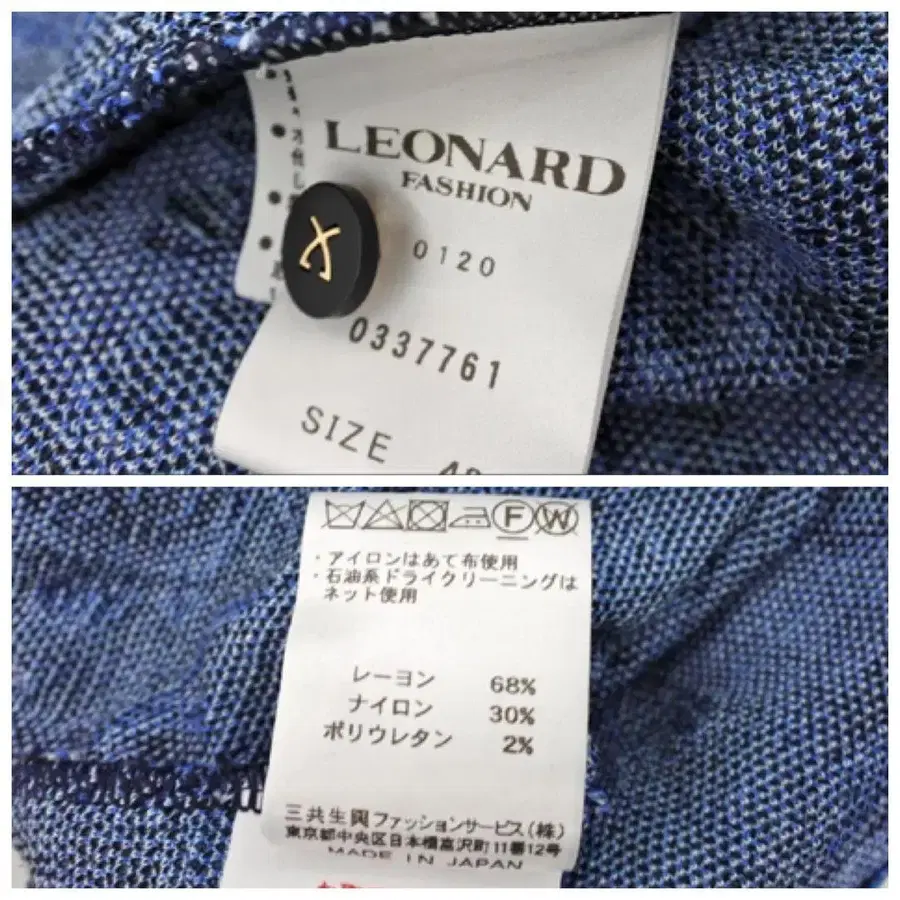 LEONARD
FASHION
0120
0337761
SIZE
F W
・アイロンはあて布使用
・石油系ドライクリーニングは
ネット使用
レーヨン 68%
ナイロン 30%
ポリウレタン 2%
三共生興ファッションサービス(株)
東京都中央区日本橋富沢町11番12号
MADE IN JAPAN